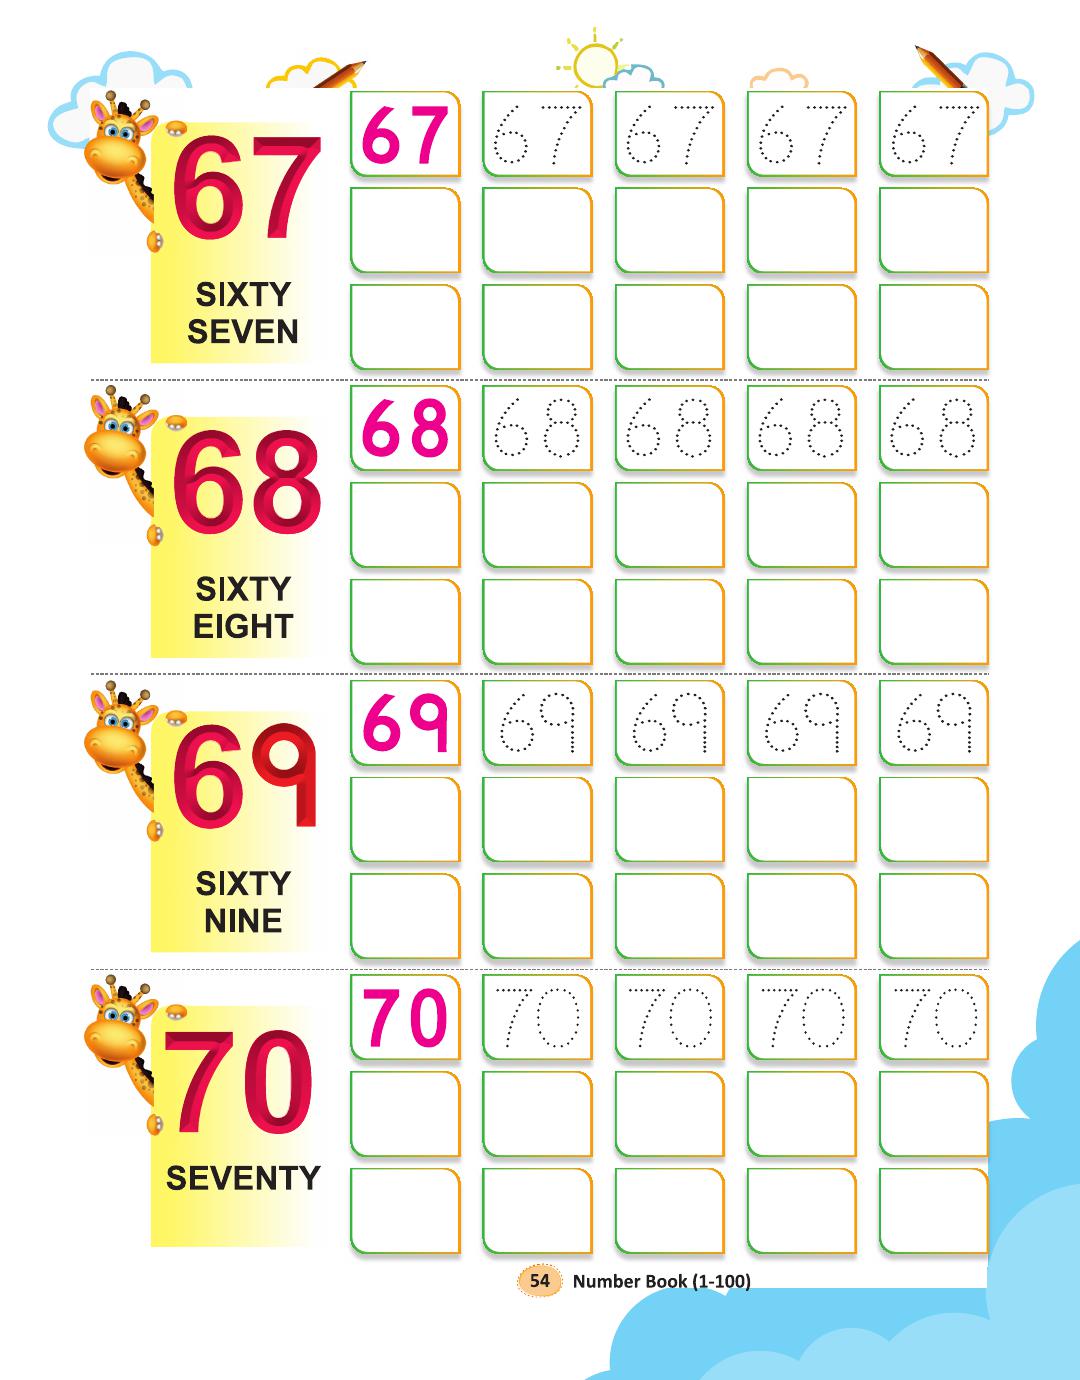 67 67 67 67 67 67
SIXTY
SEVEN
68 68 68 68 68 68
SIXTY
EIGHT
69 69 69 69 69 69
SIXTY
NINE
70 70 70 70 70 70
SEVENTY
54 Number Book (1-100)